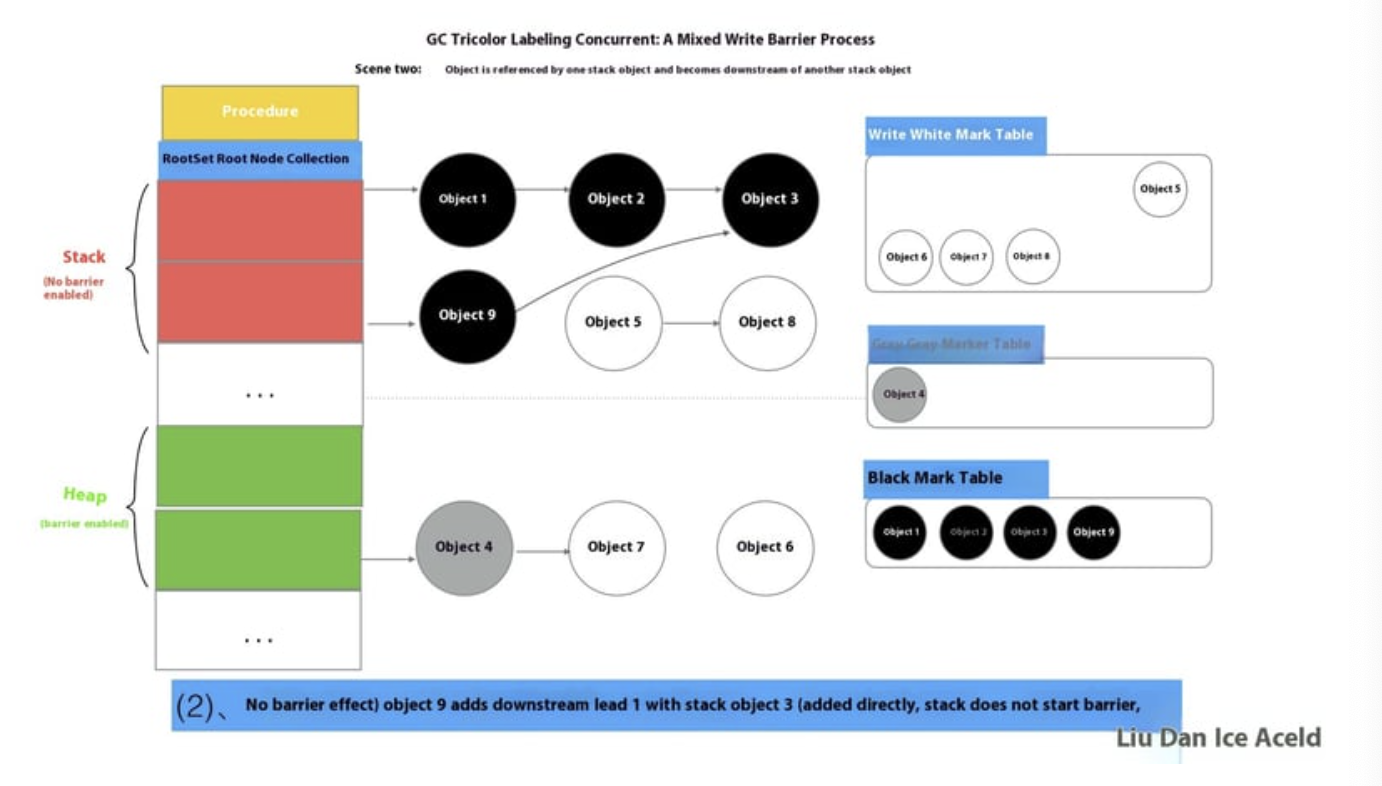 GC Tricolor Labeling Concurrent: A Mixed Write Barrier Process
Scene two: Object is referenced by one stack object and becomes downstream of another stack object
Procedure
RootSet Root Node Collection
Stack
(No barrier
enabled)
...
Heap
(barrier enabled)
...
Object 1
Object 2
Object 3
Object 9
Object 5
Object 8
Object 4
Object 7
Object 6
Write White Mark Table
Object 5
Object 6
Object 7
Object 8
Gray Gray Marker Table
Object 4
Black Mark Table
Object 1
Object 2
Object 3
Object 9
(2)、 No barrier effect) object 9 adds downstream lead 1 with stack object 3 (added directly, stack does not start barrier,
Liu Dan Ice Aceld